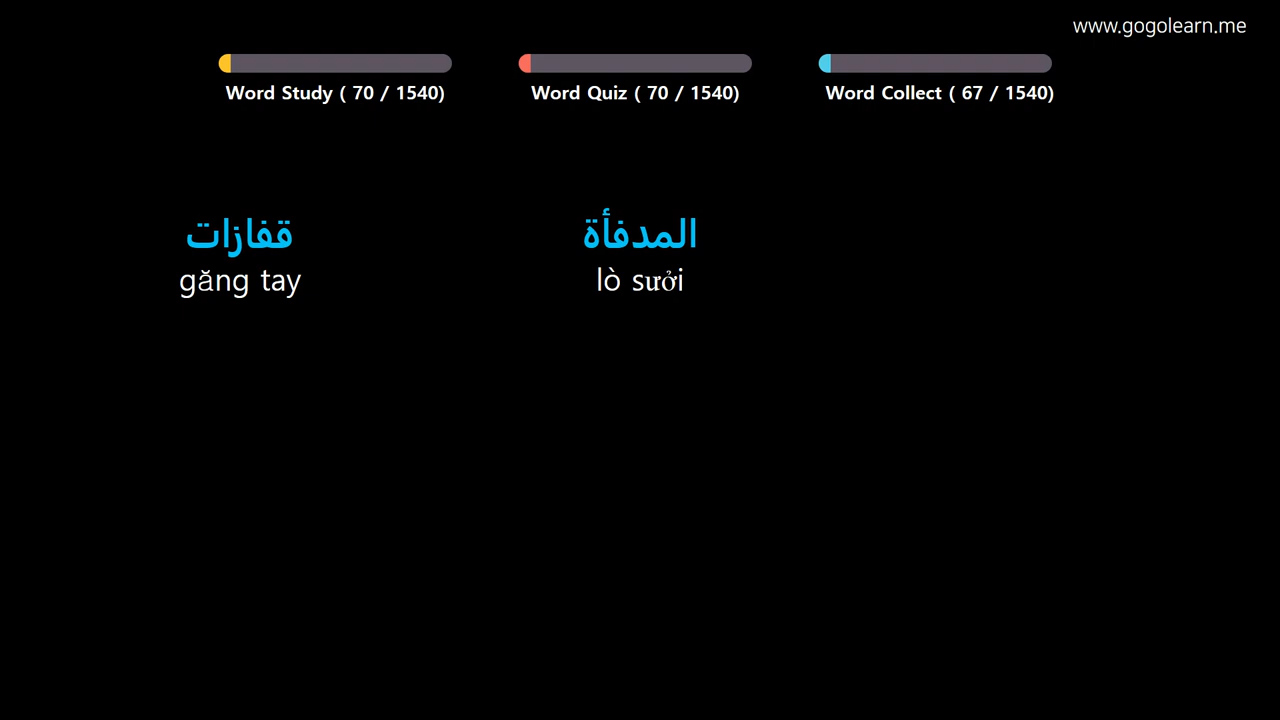 www.gogolearn.me
Word Study ( 70 / 1540)
Word Quiz ( 70 / 1540)
Word Collect ( 67 / 1540)
قفازات
găng tay
المدفأة
lò sưởi